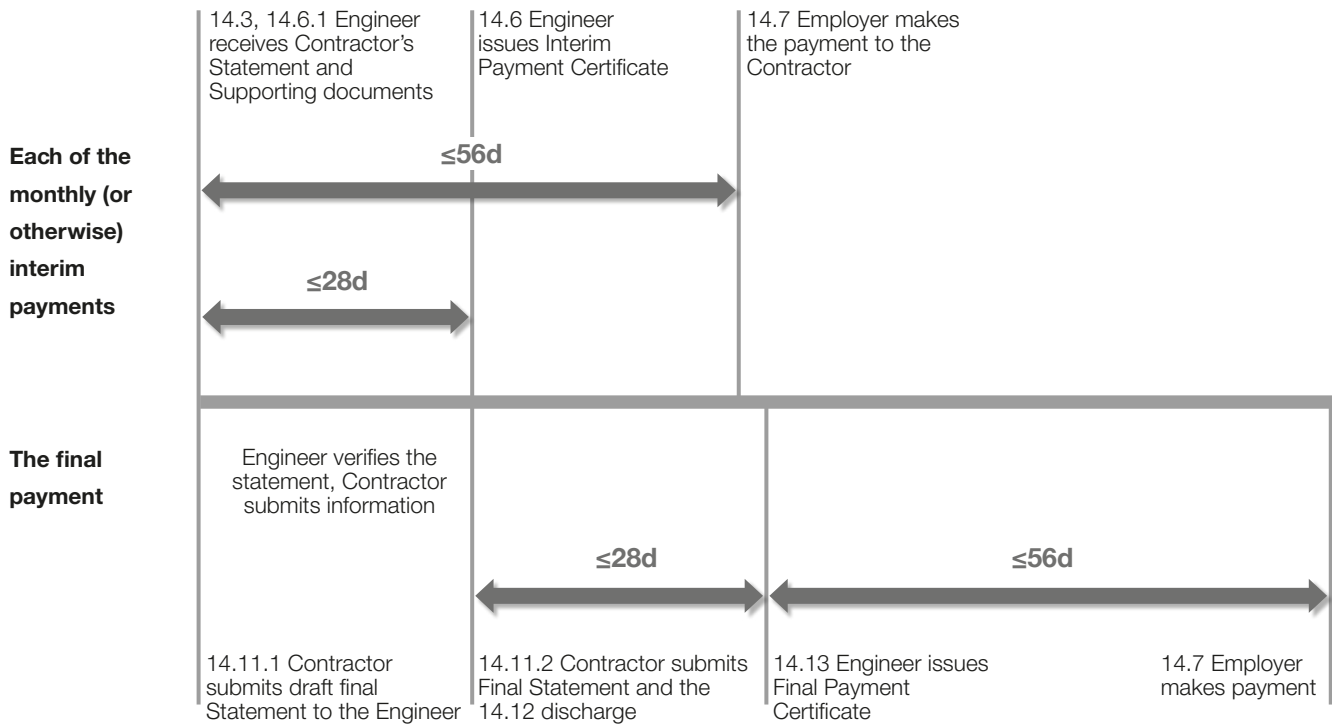 14.3, 14.6.1 Engineer
receives Contractor’s
Statement and
Supporting documents
14.6 Engineer
issues Interim
Payment Certificate
14.7 Employer makes
the payment to the
Contractor
Each of the
monthly (or
otherwise)
interim
payments
≤56d
≤28d
The final
payment
Engineer verifies the
statement, Contractor
submits information
≤28d
≤56d
14.11.1 Contractor
submits draft final
Statement to the Engineer
14.11.2 Contractor submits
Final Statement and the
14.12 discharge
14.13 Engineer issues
Final Payment
Certificate
14.7 Employer
makes payment